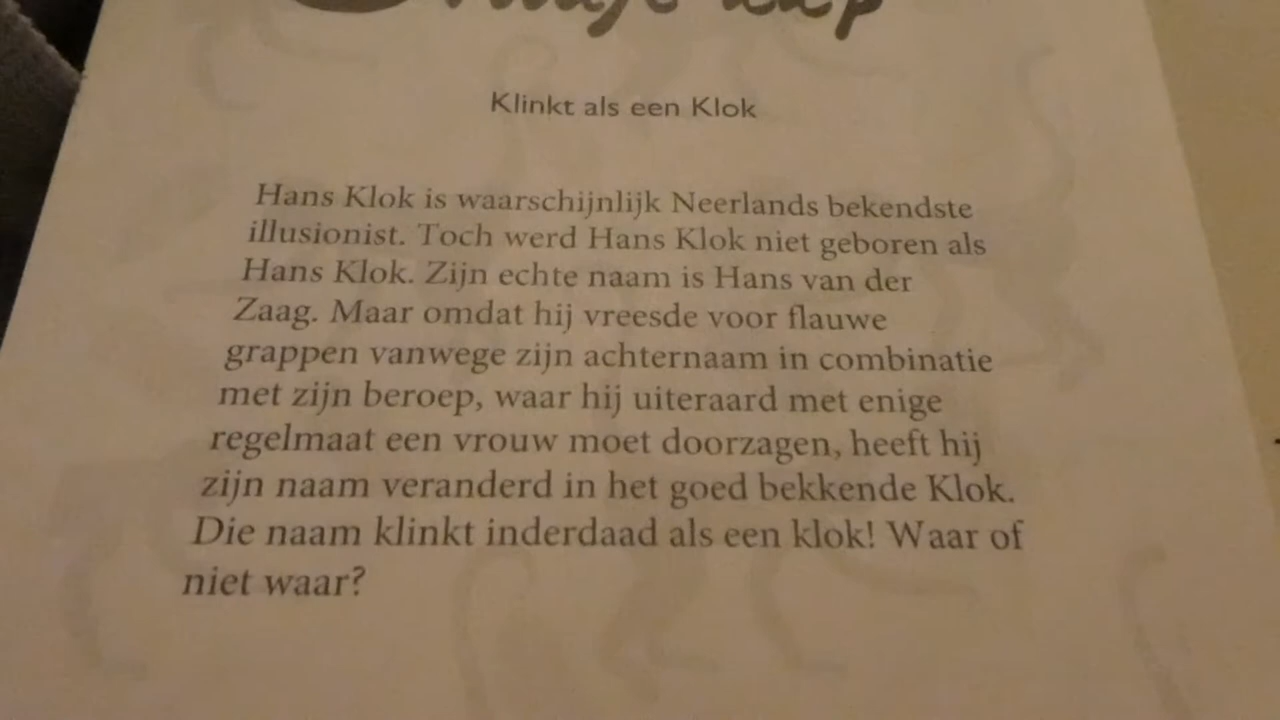 Klinkt als een Klok
Hans Klok is waarschijnlijk Neerlands bekendste
illusionist. Toch werd Hans Klok niet geboren als
Hans Klok. Zijn echte naam is Hans van der
Zaag. Maar omdat hij vreesde voor flauwe
grappen vanwege zijn achternaam in combinatie
met zijn beroep, waar hij uiteraard met enige
regelmaat een vrouw moet doorzagen, heeft hij
zijn naam veranderd in het goed bekkende Klok.
Die naam klinkt inderdaad als een klok! Waar of
niet waar?